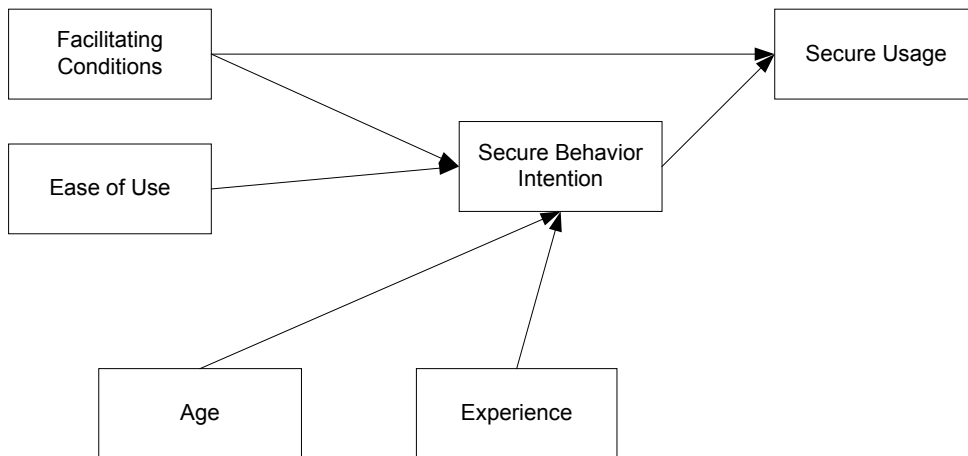 Facilitating
Conditions
Secure Usage
Secure Behavior
Intention
Ease of Use
Age
Experience